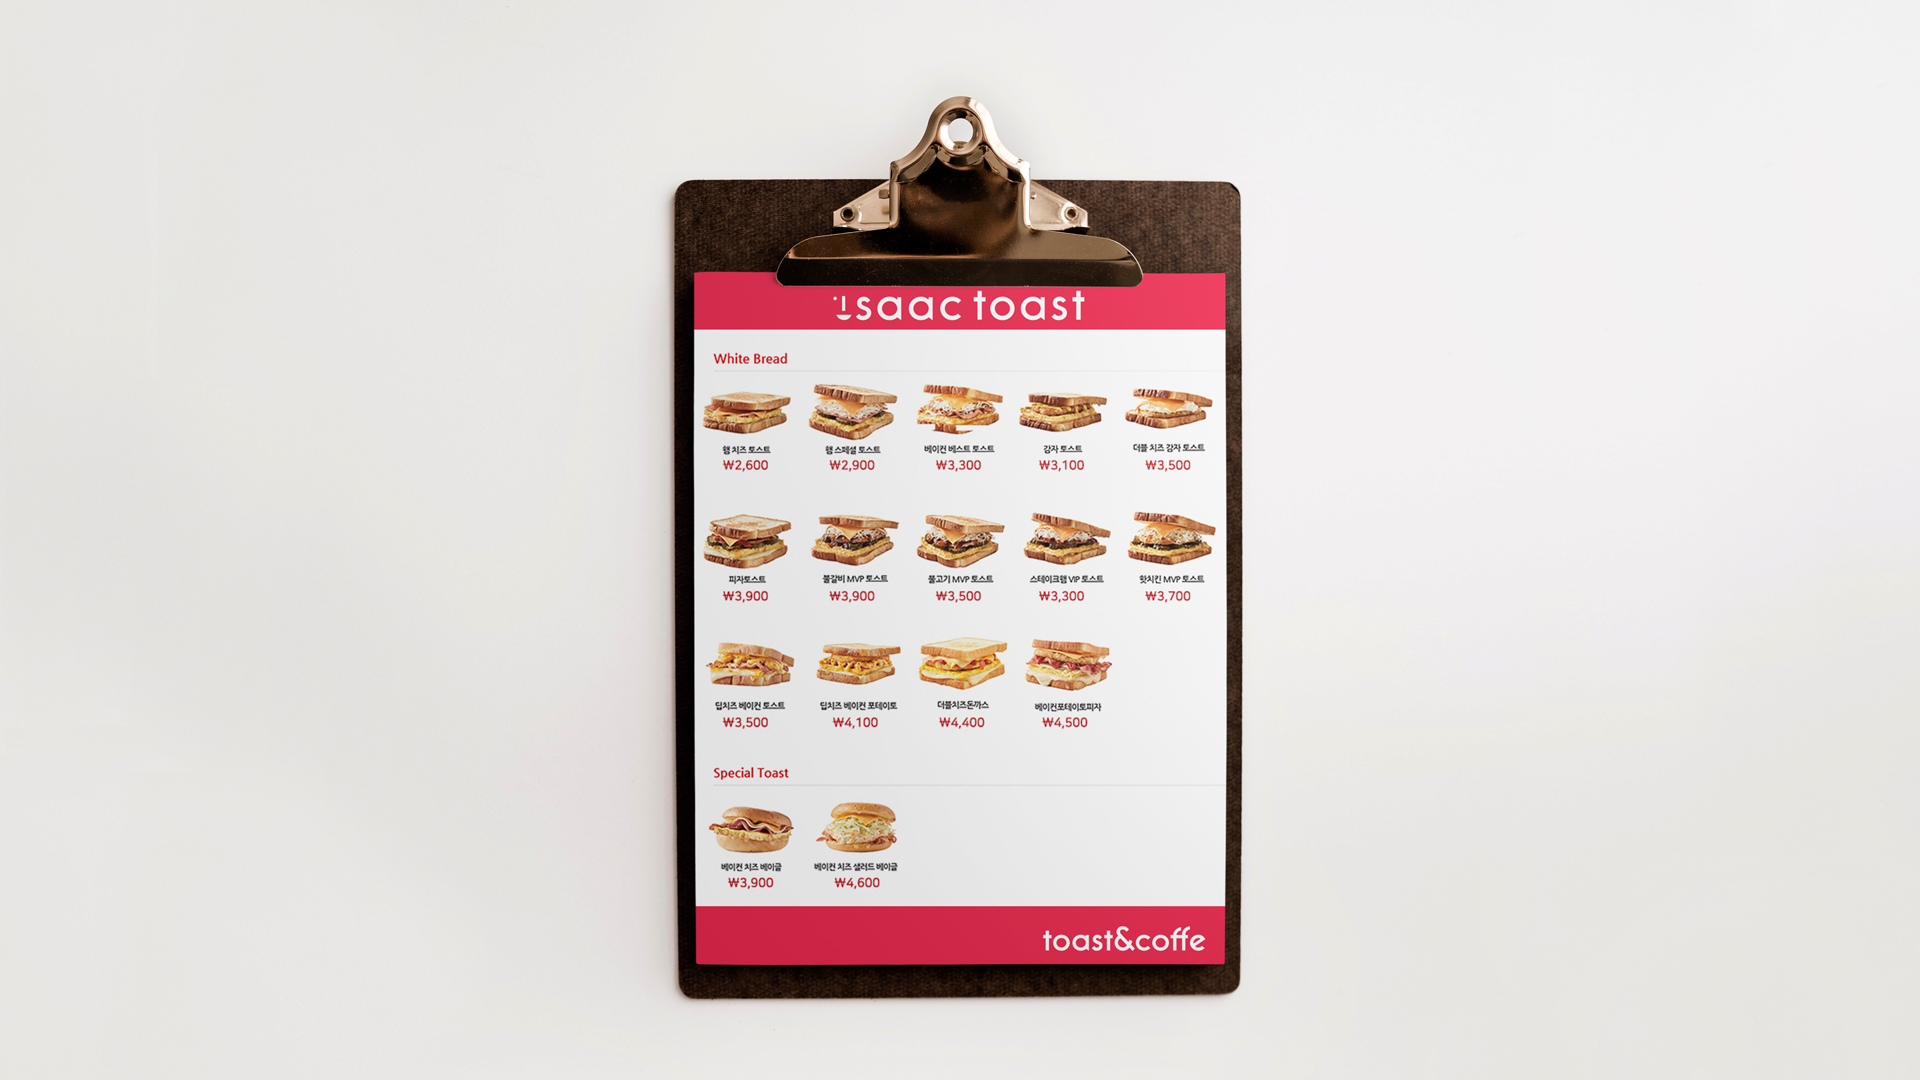 isaac toast
White Bread
햄 치즈 토스트
₩2,600
햄 스페셜 토스트
₩2,900
베이컨 베스트 토스트
₩3,300
감자 토스트
₩3,100
더블 치즈 감자 토스트
₩3,500
피자토스트
₩3,900
불갈비 MVP 토스트
₩3,900
불고기 MVP 토스트
₩3,500
스테이크햄 VIP 토스트
₩3,300
핫치킨 MVP 토스트
₩3,700
딥치즈 베이컨 토스트
₩3,500
딥치즈 베이컨 포테이토
₩4,100
더블치즈돈까스
₩4,400
베이컨포테이토피자
₩4,500
Special Toast
베이컨 치즈 베이글
₩3,900
베이컨 치즈 샐러드 베이글
₩4,600
toast&coffe